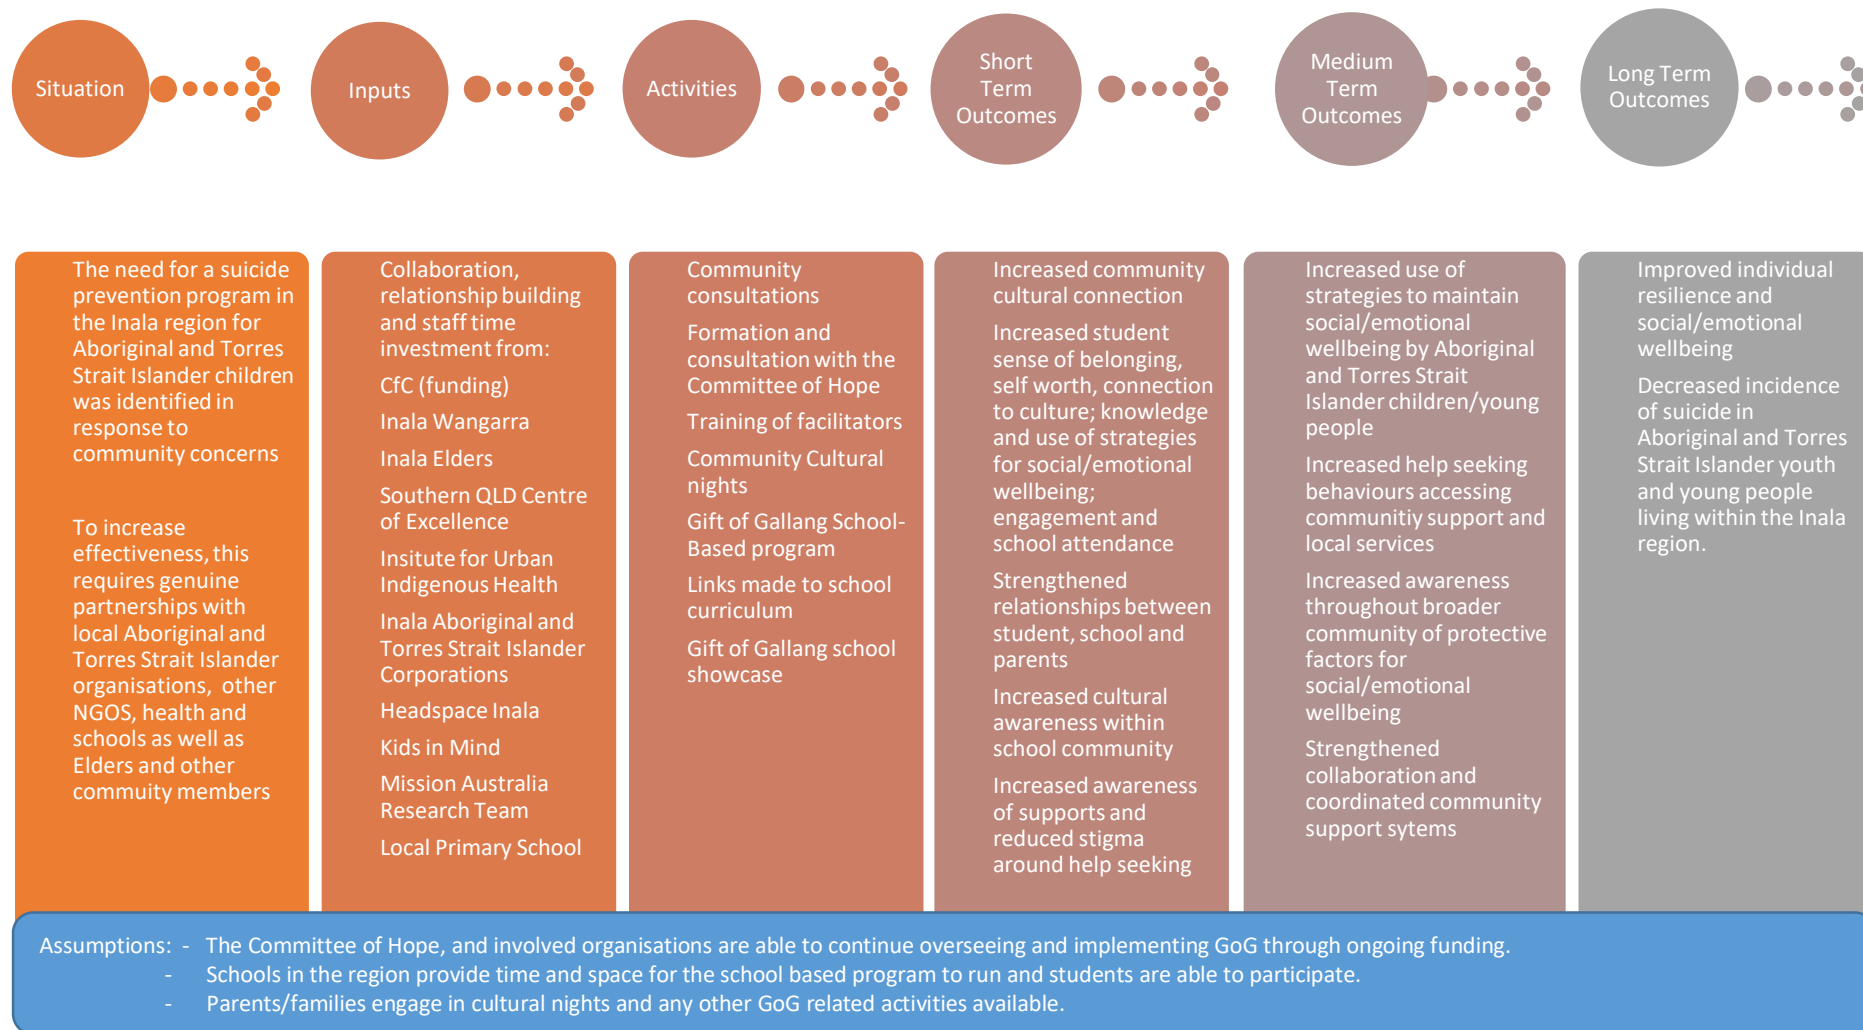 Situation
Inputs
Activities
Short
Term
Outcomes
Medium
Term
Outcomes
Long Term
Outcomes
The need for a suicide
prevention program in
the Inala region for
Aboriginal and Torres
Strait Islander children
was identified in
response to
community concerns
To increase
effectiveness, this
requires genuine
partnerships with
local Aboriginal and
Torres Strait Islander
organisations, other
NGOS, health and
schools as well as
Elders and other
commuity members
Collaboration,
relationship building
and staff time
investment from:
CfC (funding)
Inala Wangarra
Inala Elders
Southern QLD Centre
of Excellence
Insitute for Urban
Indigenous Health
Inala Aboriginal and
Torres Strait Islander
Corporations
Headspace Inala
Kids in Mind
Mission Australia
Research Team
Local Primary School
Community
consultations
Formation and
consultation with the
Committee of Hope
Training of facilitators
Community Cultural
nights
Gift of Gallang School-
Based program
Links made to school
curriculum
Gift of Gallang school
showcase
Increased community
cultural connection
Increased student
sense of belonging,
self worth, connection
to culture; knowledge
and use of strategies
for social/emotional
wellbeing;
engagement and
school attendance
Strengthened
relationships between
student, school and
parents
Increased cultural
awareness within
school community
Increased awareness
of supports and
reduced stigma
around help seeking
Increased use of
strategies to maintain
social/emotional
wellbeing by Aboriginal
and Torres Strait
Islander children/young
people
Increased help seeking
behaviours accessing
communitiy support and
local services
Increased awareness
throughout broader
community of protective
factors for
social/emotional
wellbeing
Strengthened
collaboration and
coordinated community
support sytems
Improved individual
resilience and
social/emotional
wellbeing
Decreased incidence
of suicide in
Aboriginal and Torres
Strait Islander youth
and young people
living within the Inala
region.
Assumptions: - The Committee of Hope, and involved organisations are able to continue overseeing and implementing GoG through ongoing funding.
- Schools in the region provide time and space for the school based program to run and students are able to participate.
- Parents/families engage in cultural nights and any other GoG related activities available.